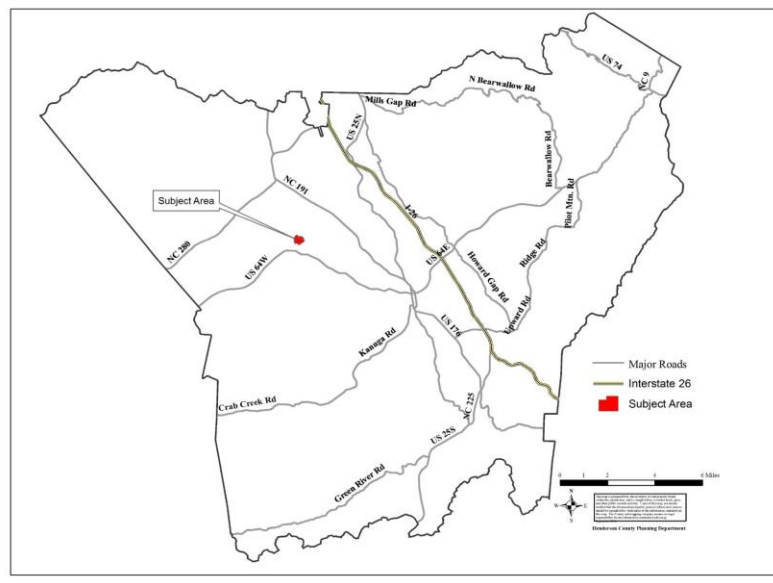 US 74
NC 9
N Bearwallow Rd
Mills Gap Rd
US 25N
Bearwallow Rd
Pilot Mtn. Rd
NC 191
I-26
Subject Area
NC 280
US 64W
US 64E
Howard Gap Rd
Ridge Rd
Upward Rd
US 176
Kanuga Rd
Crab Creek Rd
NC 225
US 25S
Green River Rd
Major Roads
Interstate 26
Subject Area
0 1 2 4 6 Miles
N
W E
S
Henderson County Planning Department